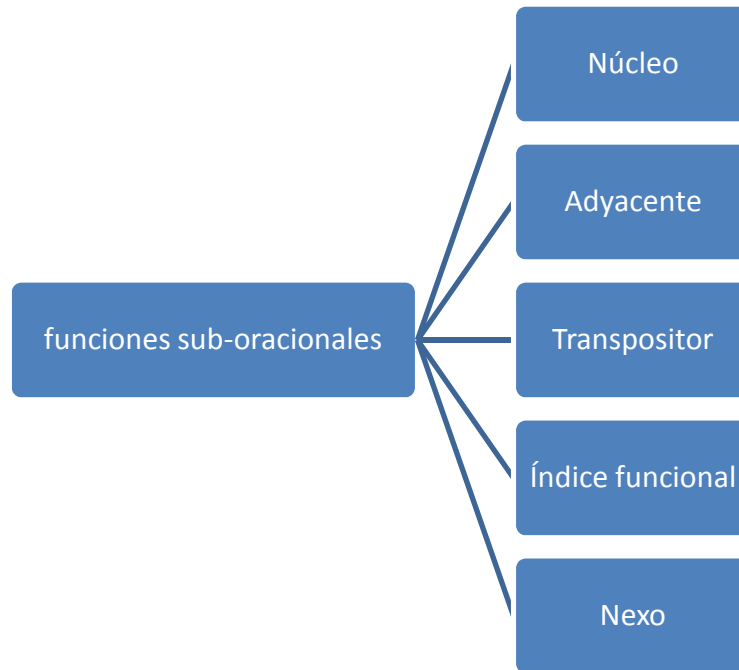 Núcleo
Adyacente
funciones sub-oracionales
Transpositor
Índice funcional
Nexo